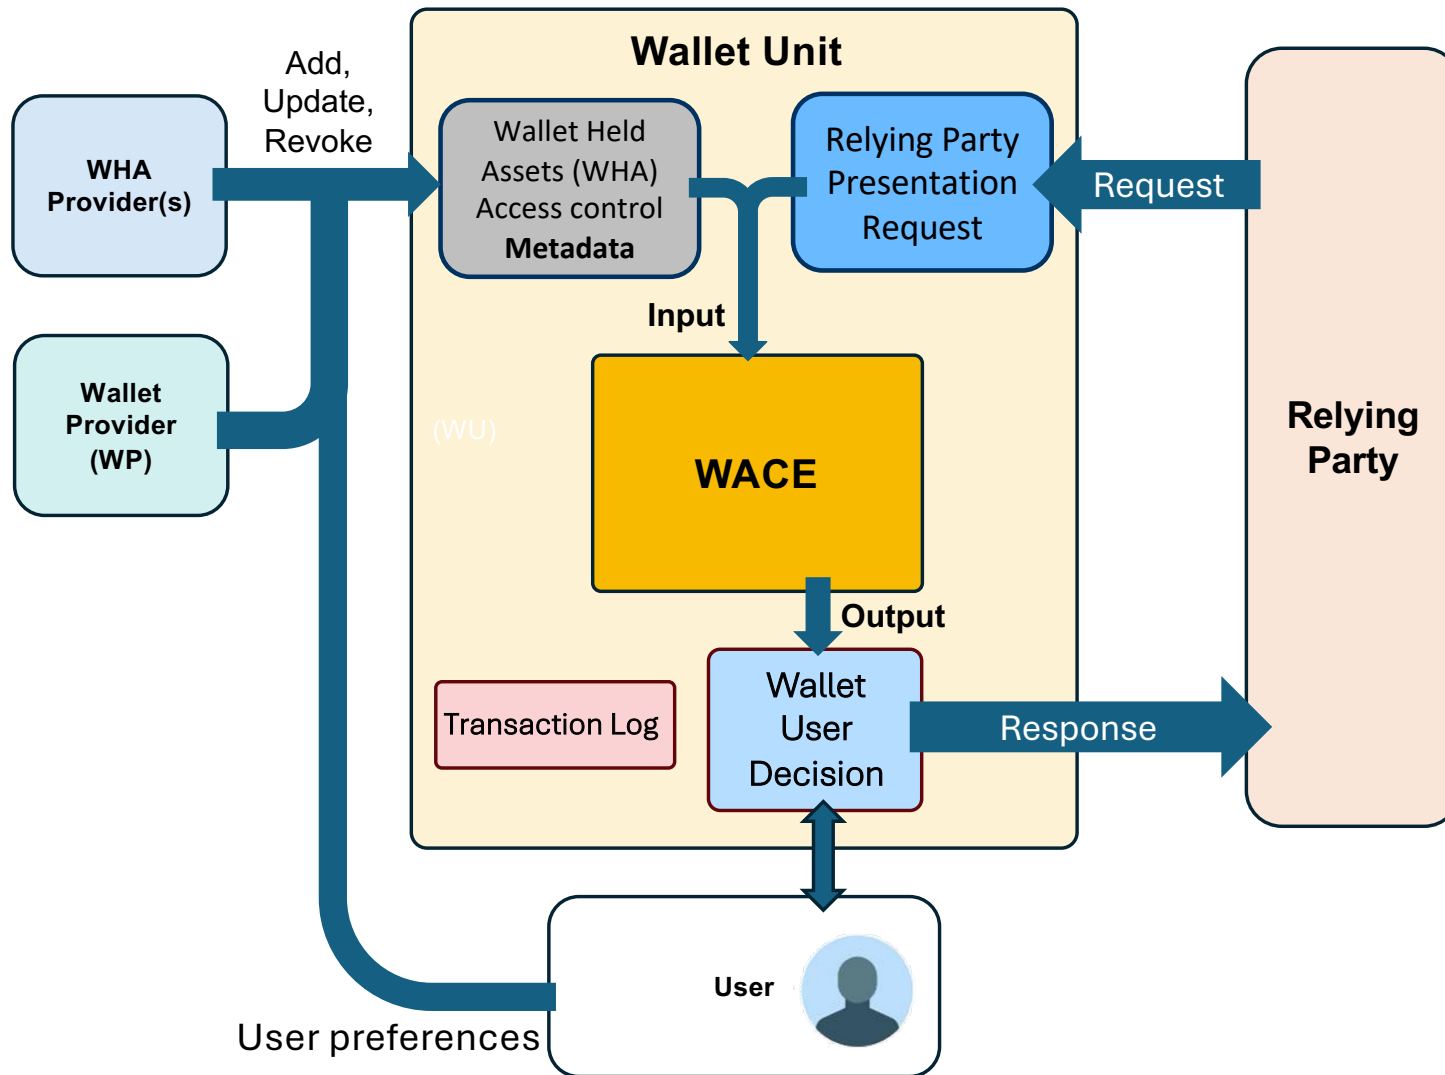 Wallet Unit
Add,
Update,
Revoke
WHA
Provider(s)
Wallet Held
Assets (WHA)
Access control
Metadata
Relying Party
Presentation
Request
Request
Input
Wallet
Provider
(WP)
(WU)
WACE
Relying
Party
Output
Transaction Log
Wallet
User
Decision
Response
User
User preferences